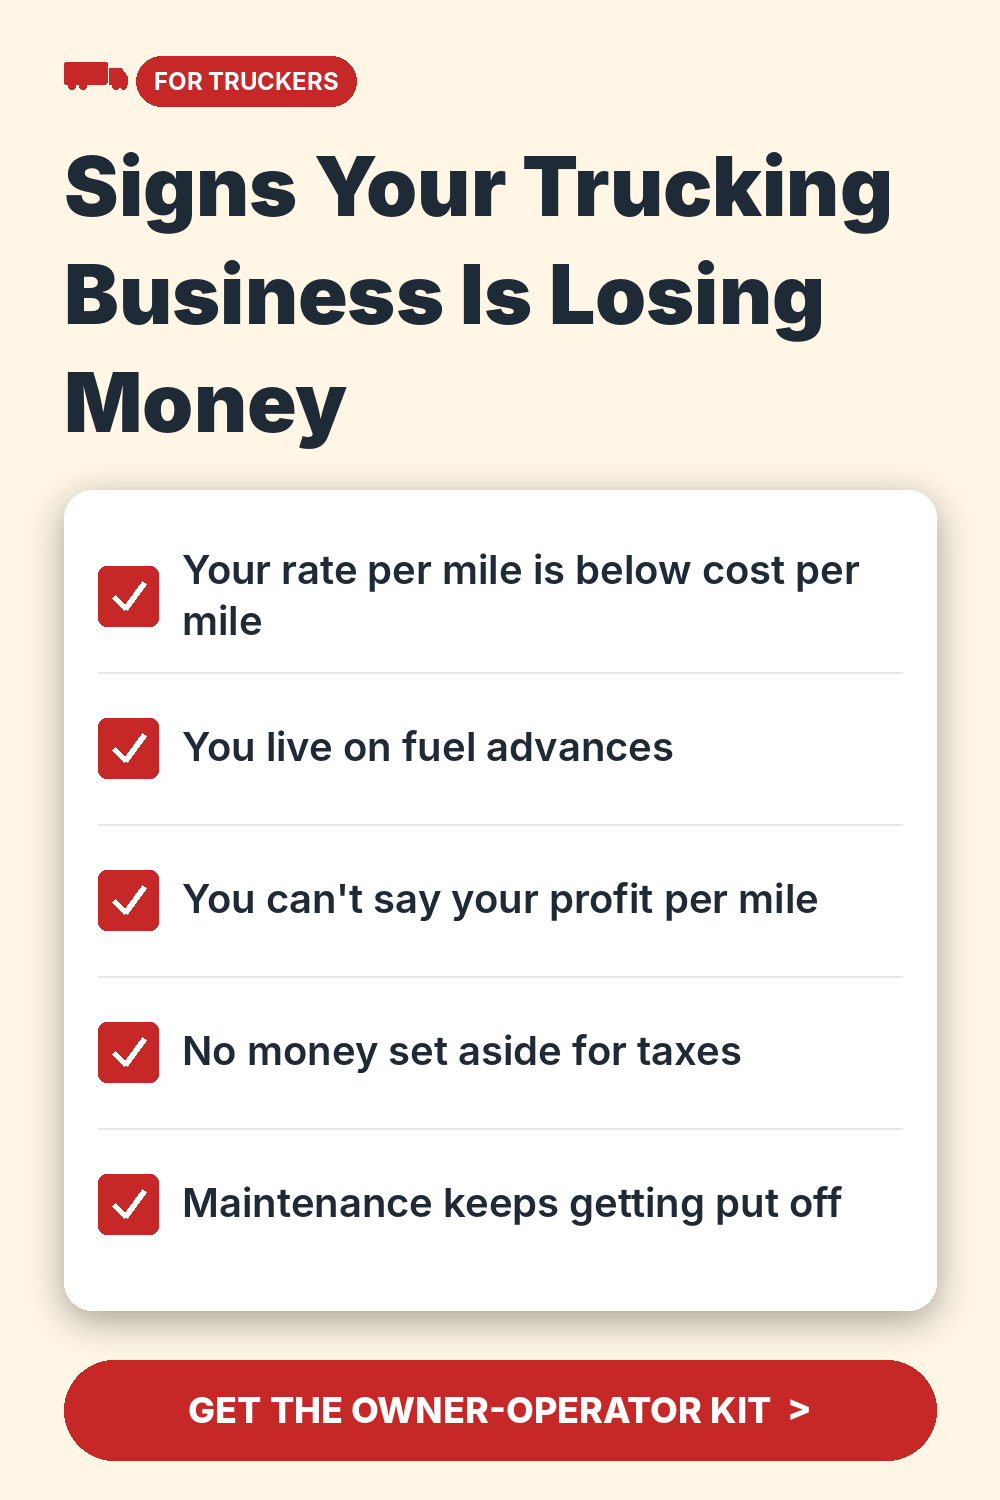 FOR TRUCKERS
Signs Your Trucking
Business Is Losing
Money
Your rate per mile is below cost per
mile
You live on fuel advances
You can't say your profit per mile
No money set aside for taxes
Maintenance keeps getting put off
GET THE OWNER-OPERATOR KIT >